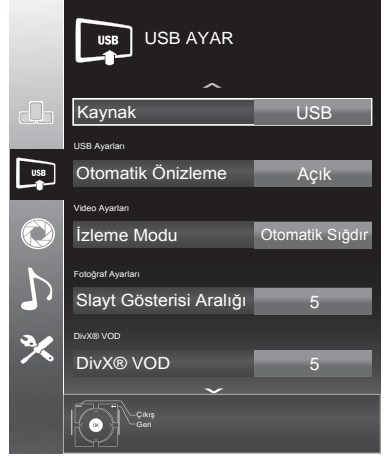 USB USB AYAR
Kaynak USB
USB Ayarları
USB
Otomatik Önizleme Açık
Video Ayarları
İzleme Modu Otomatik Sığdır
Fotoğraf Ayarları
Slayt Gösterisi Aralığı 5
DivX® VOD
DivX® VOD 5
Çıkış
OK
Geri